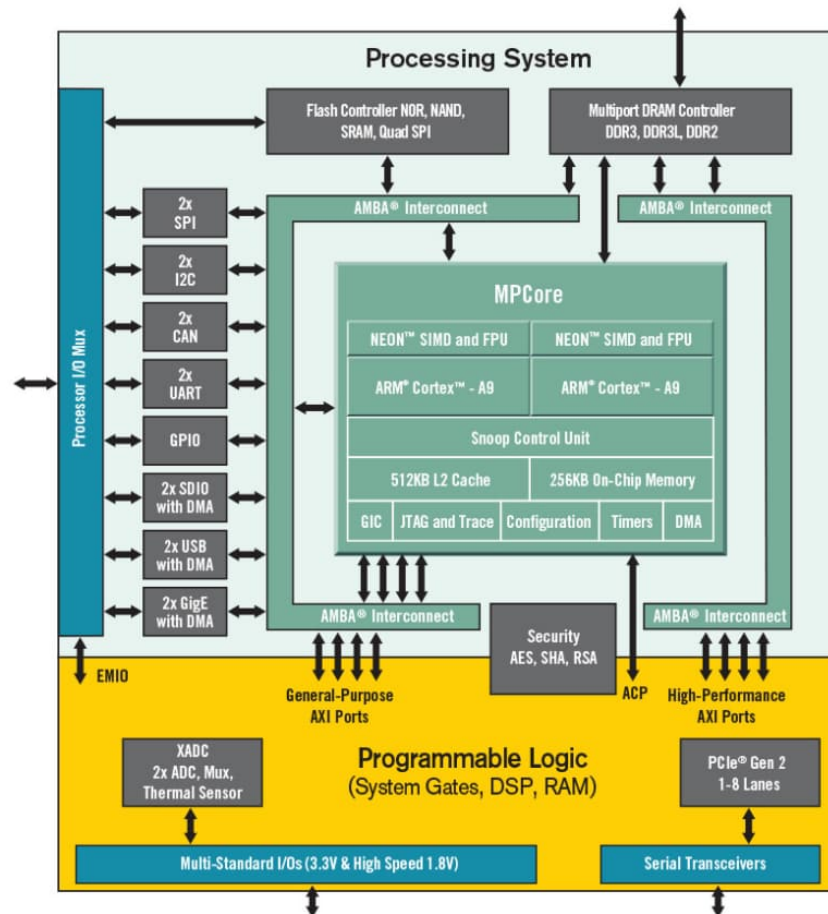 Processing System
Flash Controller NOR, NAND,
SRAM, Quad SPI
Multiport DRAM Controller
DDR3, DDR3L, DDR2
Processor I/O Mux
2x
SPI
2x
I2C
2x
CAN
2x
UART
GPIO
2x SDIO
with DMA
2x USB
with DMA
2x GigE
with DMA
AMBA® Interconnect
AMBA® Interconnect
MPCore
NEON™ SIMD and FPU
NEON™ SIMD and FPU
ARM® Cortex™ - A9
ARM® Cortex™ - A9
Snoop Control Unit
512KB L2 Cache
256KB On-Chip Memory
GIC
JTAG and Trace
Configuration
Timers
DMA
AMBA® Interconnect
AMBA® Interconnect
Security
AES, SHA, RSA
EMIO
General-Purpose
AXI Ports
ACP
High-Performance
AXI Ports
Programmable Logic
(System Gates, DSP, RAM)
XADC
2x ADC, Mux,
Thermal Sensor
PCIe® Gen 2
1-8 Lanes
Multi-Standard I/Os (3.3V & High Speed 1.8V)
Serial Transceivers